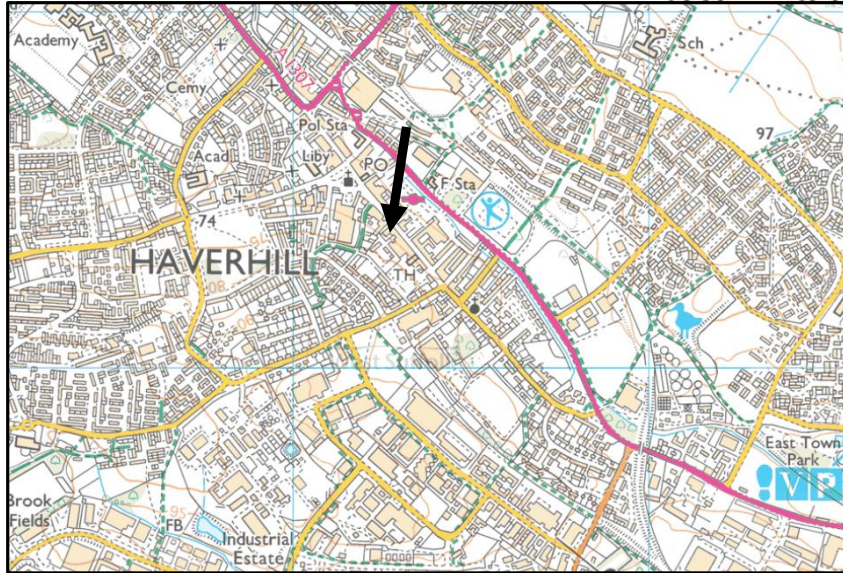 Academy
Cemy
A1307
Sch
97
Pol Sta
Acad
Liby
PO
F Sta
74
HAVERHILL
TH
East Town
Park
! V P
Brook
Fields
95
FB
Industrial
Estate